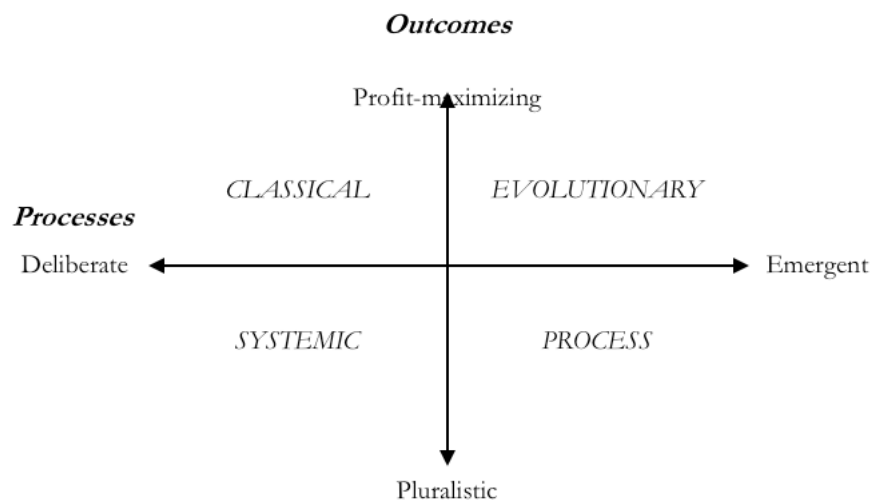 Outcomes
Profit-maximizing
CLASSICAL EVOLUTIONARY
Processes
Deliberate Emergent
SYSTEMIC PROCESS
Pluralistic